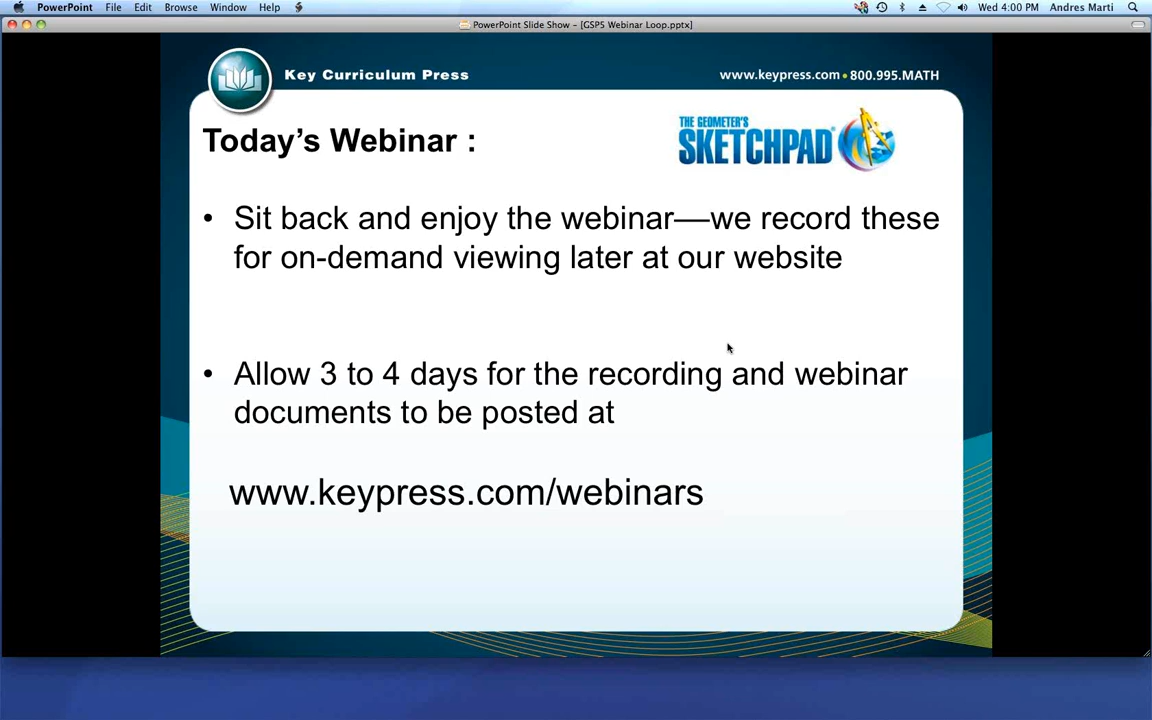 PowerPoint File Edit Browse Window Help Wed 4:00 PM Andres Marti
PowerPoint Slide Show - [GSP5 Webinar Loop.pptx]
Key Curriculum Press www.keypress.com•800.995.MATH
Today’s Webinar :
THE GEOMETER'S
SKETCHPAD®
• Sit back and enjoy the webinar—we record these
for on-demand viewing later at our website
• Allow 3 to 4 days for the recording and webinar
documents to be posted at
www.keypress.com/webinars